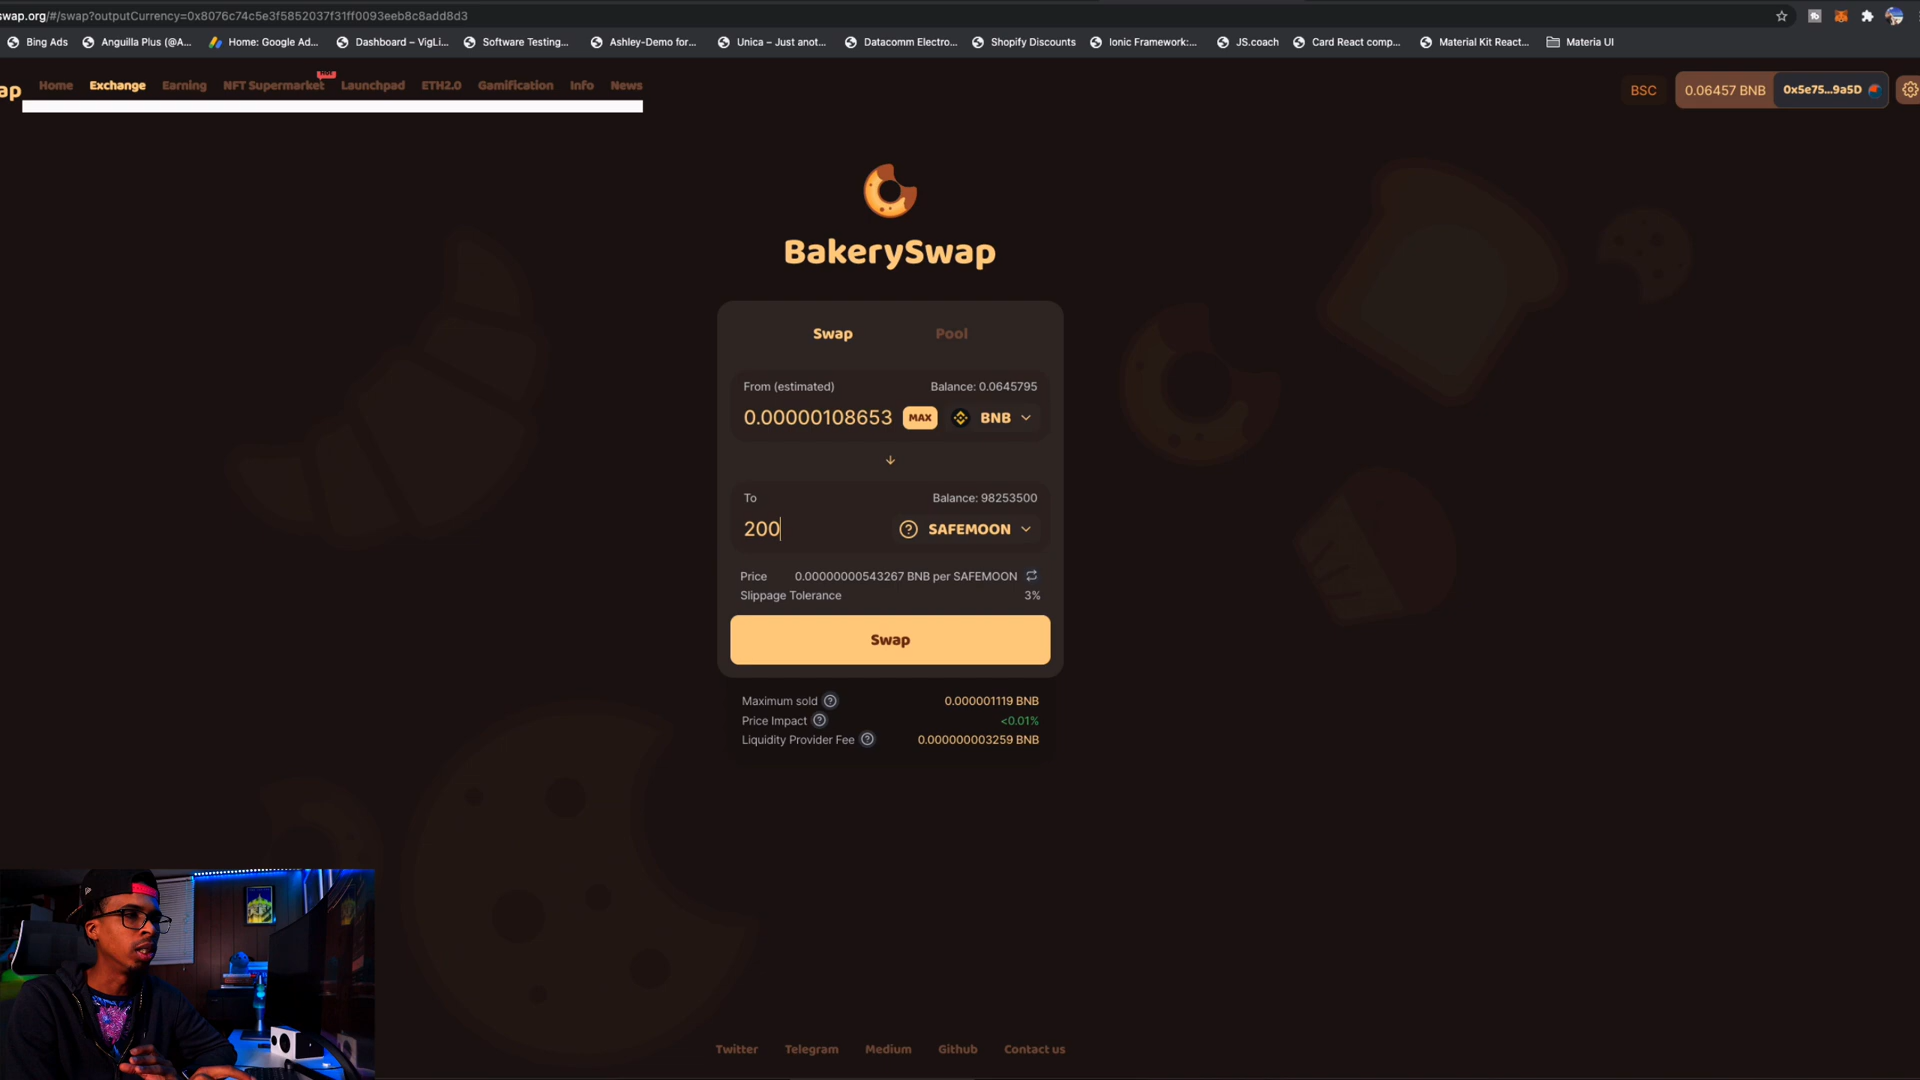 swap.org/#/swap?outputCurrency=0x8076c74c5e3f5852037f31ff0093eeb8c8add8d3
Bing Ads Anguilla Plus (@A... Home: Google Ad... Dashboard – VigLi... Software Testing... Ashley-Demo for... Unica – Just anot... Datacomm Electro... Shopify Discounts Ionic Framework:... JS.coach Card React comp... Material Kit React... Materia UI
ap Home Exchange Earning NFT Supermarket Hot Launchpad ETH2.0 Gamification Info News BSC 0.06457 BNB 0x5e75...9a5D
BakerySwap
Swap Pool
From (estimated) Balance: 0.0645795
0.00000108653 MAX BNB
To Balance: 98253500
200 SAFEMOON
Price 0.00000000543267 BNB per SAFEMOON
Slippage Tolerance 3%
Swap
Maximum sold 0.000001119 BNB
Price Impact <0.01%
Liquidity Provider Fee 0.000000003259 BNB
Twitter Telegram Medium Github Contact us